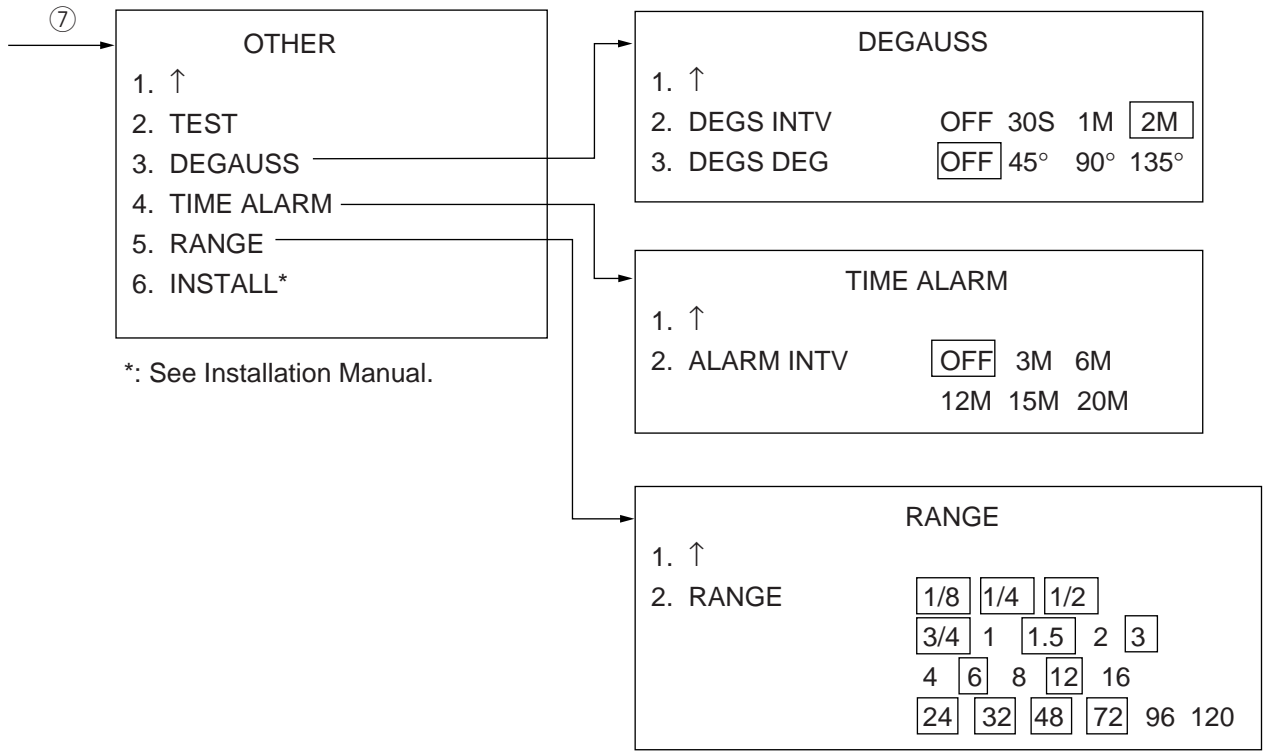 ⑦
OTHER
1. ↑
2. TEST
3. DEGAUSS
4. TIME ALARM
5. RANGE
6. INSTALL*
*: See Installation Manual.
DEGAUSS
1. ↑
2. DEGS INTV OFF 30S 1M 2M
3. DEGS DEG OFF 45° 90° 135°
TIME ALARM
1. ↑
2. ALARM INTV OFF 3M 6M
12M 15M 20M
RANGE
1. ↑
2. RANGE 1/8 1/4 1/2
3/4 1 1.5 2 3
4 6 8 12 16
24 32 48 72 96 120